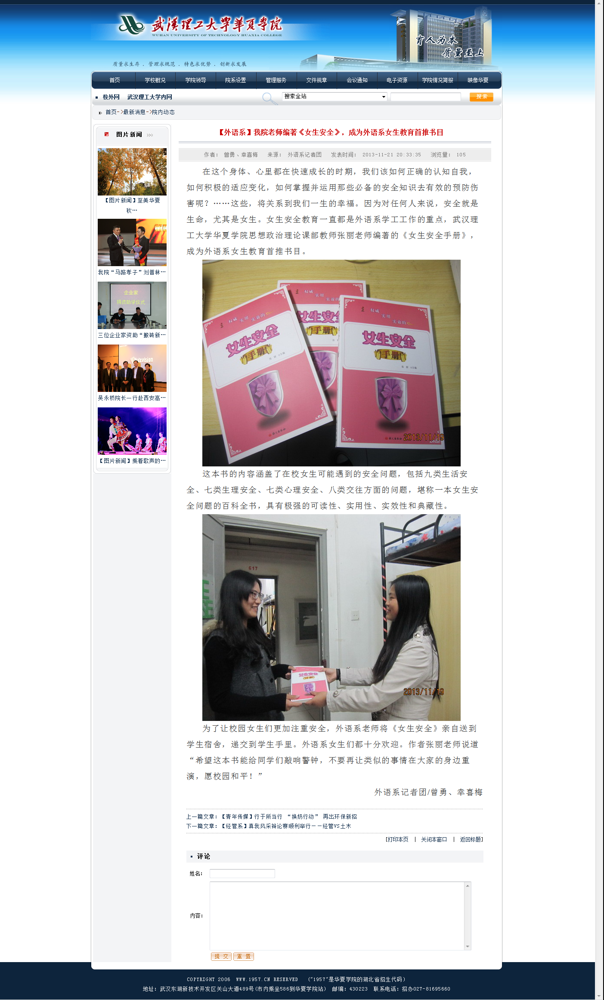 武漢理工大學華夏学院
WUHAN UNIVERSITY OF TECHNOLOGY HUAXIA COLLEGE
育人为本
质量至上
质量求生存 . 管理求规范 . 特色求优势 . 创新求发展
首页 学校概况 学院领导 院系设置 管理服务 文件规章 会议通知 电子资源 学院情况简报 映像华夏
校外网 武汉理工大学内网 搜索全站 搜索
首页->最新消息->院内动态
图片新闻
【图片新闻】至美华夏
秋…
我院“马路孝子”刘普林…
企业家
捐资助学仪式
三位企业家资助“搬砖新…
吴永桥院长一行赴西安高…
【图片新闻】乘着歌声的…
【外语系】我院老师编著《女生安全》，成为外语系女生教育首推书目
作者： 曾勇、幸喜梅 来源： 外语系记者团 发表时间： 2013-11-21 20:33:35 浏览量： 105
在这个身体、心里都在快速成长的时期，我们该如何正确的认知自我，
如何积极的适应变化，如何掌握并运用那些必备的安全知识去有效的预防伤
害呢？……这些，将关系到我们一生的幸福。因为对任何人来说，安全就是
生命，尤其是女生。女生安全教育一直都是外语系学工工作的重点，武汉理
工大学华夏学院思想政治理论课部教师张丽老师编著的《女生安全手册》，
成为外语系女生教育首推书目。
权威 实用 实效的
女生安全
手册
权威 实用 实效的
女生安全
手册
权威 实用 实效的
女生安全
手册
2013/11/19
这本书的内容涵盖了在校女生可能遇到的安全问题，包括九类生活安
全、七类生理安全、七类心理安全、八类交往方面的问题，堪称一本女生安
全问题的百科全书，具有极强的可读性、实用性、实效性和典藏性。
617
女生安全
手册
2013/11/19
为了让校园女生们更加注重安全，外语系老师将《女生安全》亲自送到
学生宿舍，递交到学生手里。外语系女生们都十分欢迎。作者张丽老师说道
“希望这本书能给同学们敲响警钟，不要再让类似的事情在大家的身边重
演，愿校园和平！”
外语系记者团/曾勇、幸喜梅
上一篇文章：【青年传媒】行于所当行 “换奶行动” 再出环保新招
下一篇文章：【经管系】真我风采辩论赛顺利举行－－经管VS土木
[打印本页 | 关闭本窗口 | 返回标题]
评论
姓名：
内容：
提 交 重 置
COPYRIGHT 2006 WWW.1957.CN RESERVED ("1957"是华夏学院的湖北省招生代码)
地址：武汉东湖新技术开发区关山大道489号(市内乘坐586到华夏学院站) 邮编：430223 联系电话：招办027-81695660